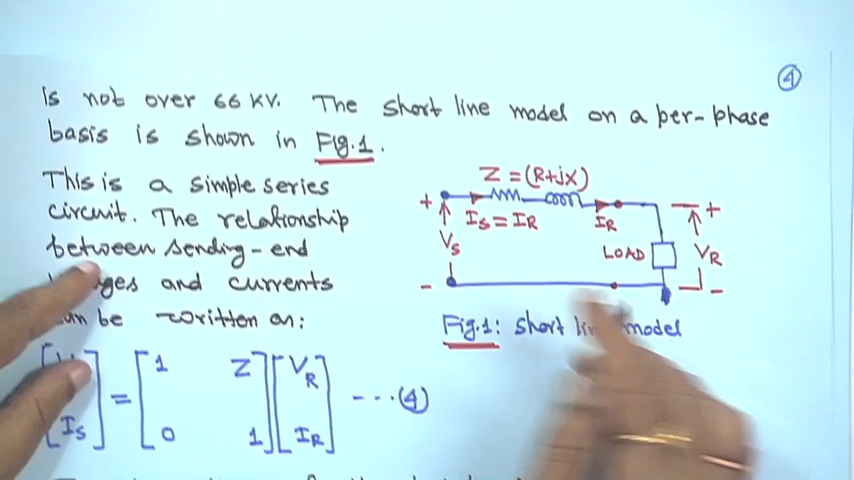 4
is not over 66 KV. The short line model on a per-phase
basis is shown in Fig.1.
This is a simple series
circuit. The relationship
between sending-end
and currents
be written as:
[ Is ] = [ 1 Z 0 1 ] [ VR IR ] ---(4)
Z = (R+jX)
+ IS = IR IR +
VS LOAD VR
- -
Fig.1: short model